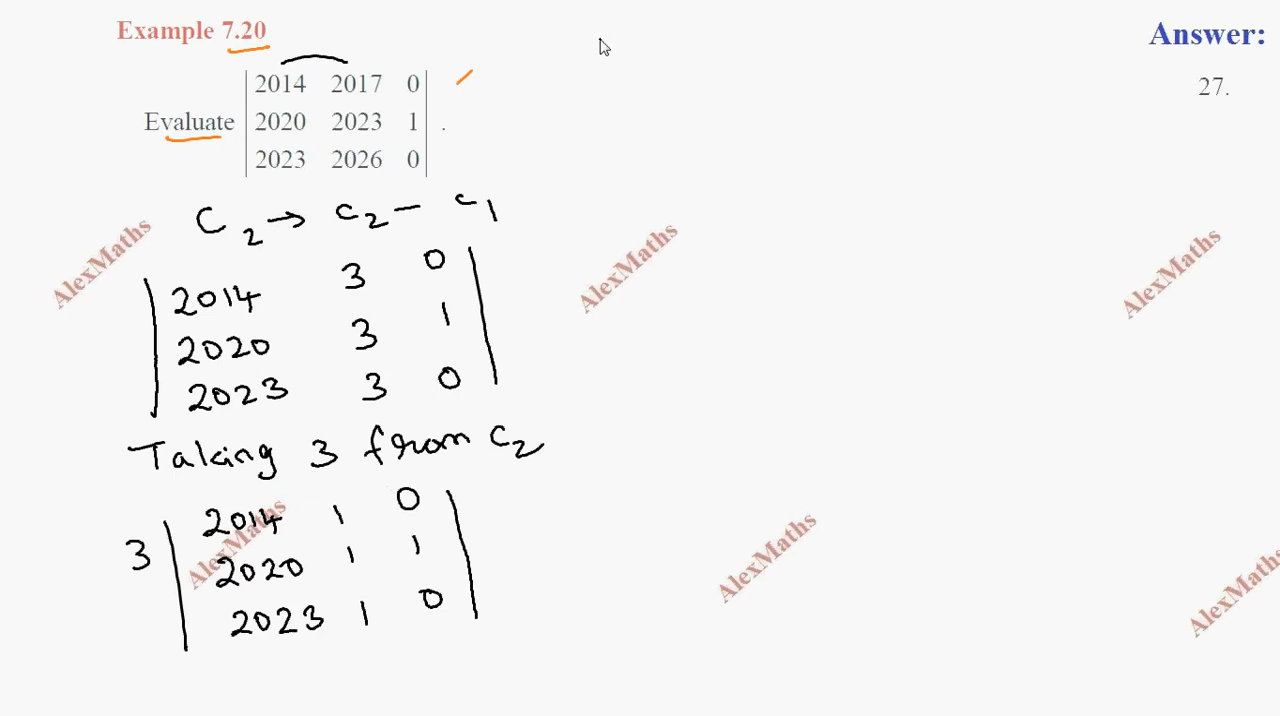 Example 7.20
Answer:
27.
2014 2017 0
Evaluate 2020 2023 1 .
2023 2026 0
C2 → C2 – C1
2014 3 0
2020 3 1
2023 3 0
Taking 3 from C2
2014 1 0
3 2020 1 1
2023 1 0
AlexMaths
AlexMaths
AlexMaths
AlexMaths
AlexMaths
AlexMaths